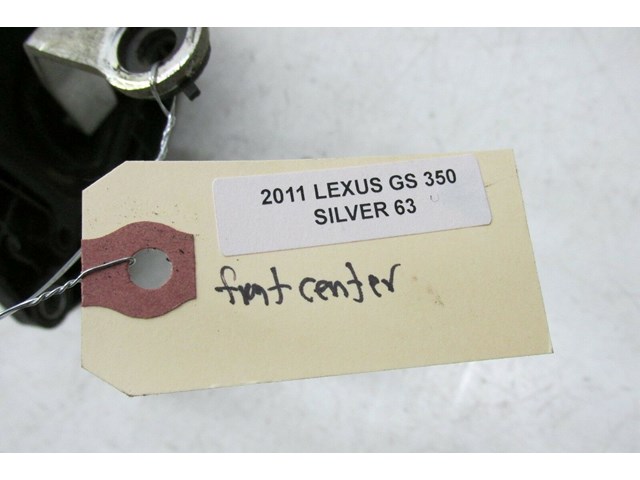 2011 LEXUS GS 350
SILVER 63
front center